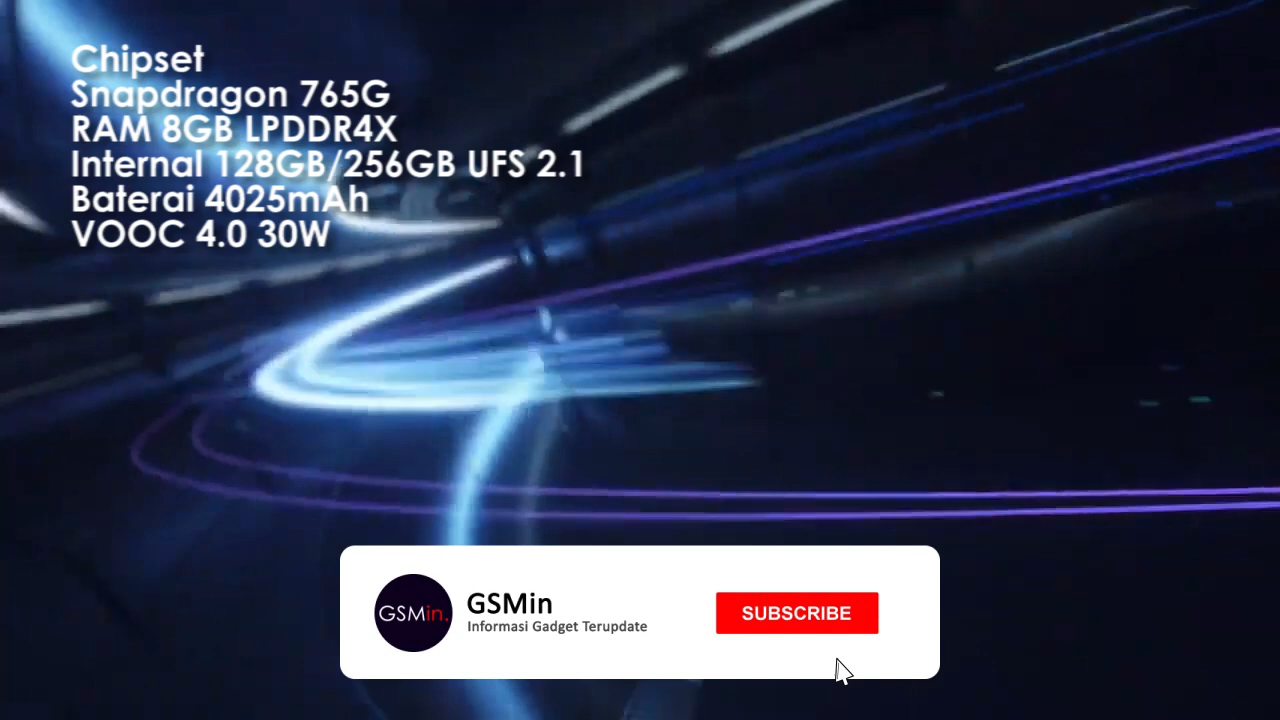 Chipset
Snapdragon 765G
RAM 8GB LPDDR4X
Internal 128GB/256GB UFS 2.1
Baterai 4025mAh
VOOC 4.0 30W
GSMin.
GSMin
Informasi Gadget Terupdate
SUBSCRIBE